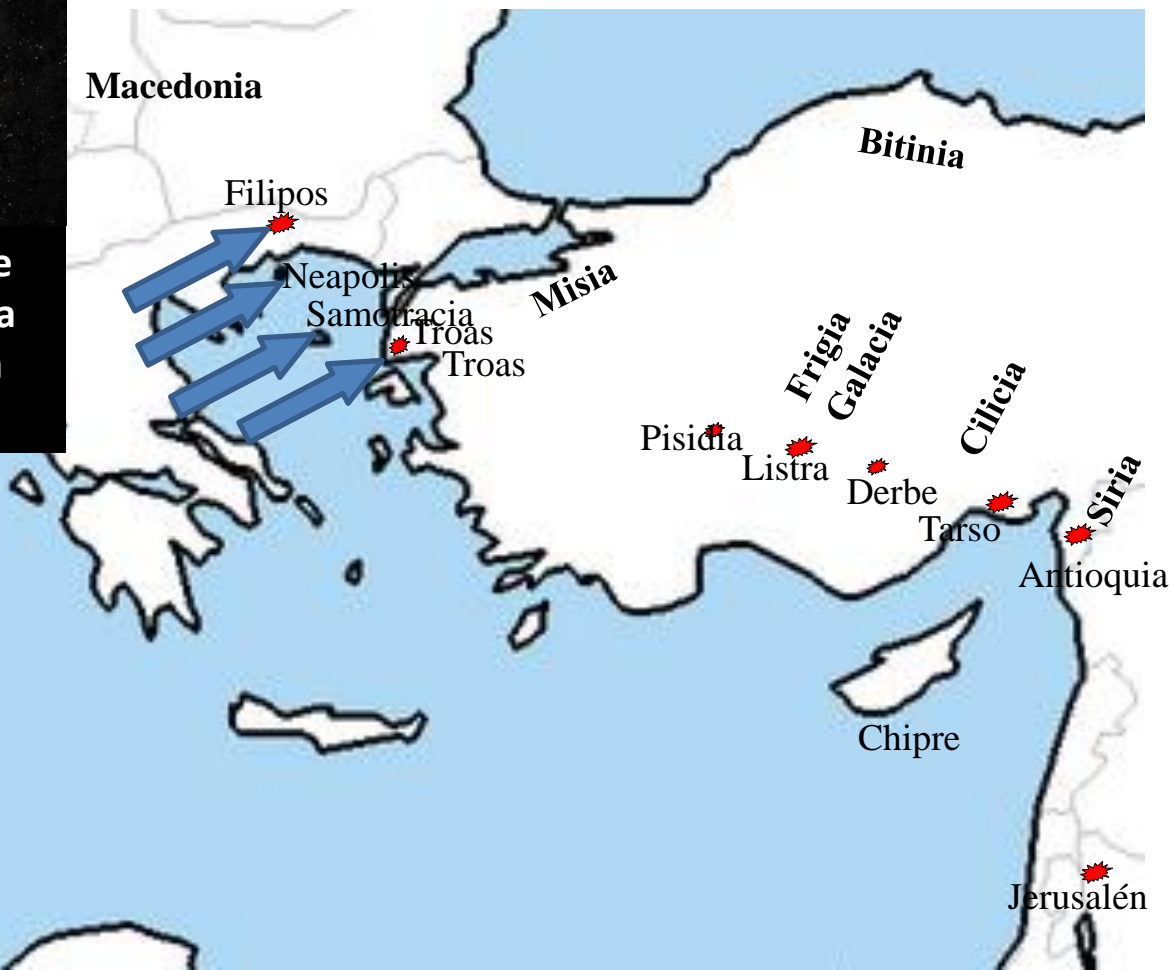 Macedonia
Bitinia
Filipos
e
a
Neapolis
Misia
Samotracia
Troas
Troas
Frigia
Galacia
Cilicia
Pisidia
Listra
Derbe
Siria
Tarso
Antioquia
Chipre
Jerusalén